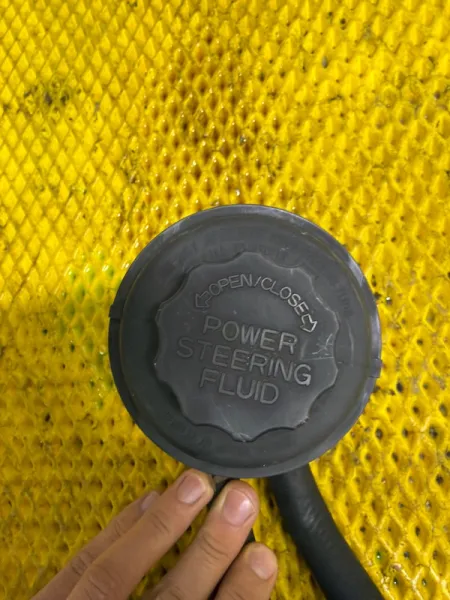 OPEN/CLOSE
POWER
STEERING
FLUID